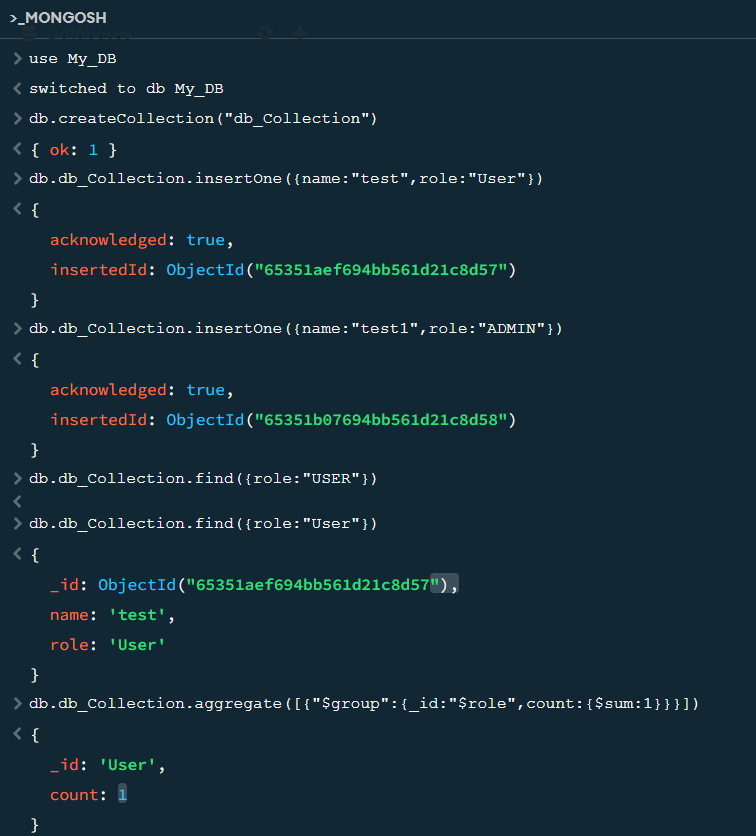 >_MONGOSH
> use My_DB
< switched to db My_DB
> db.createCollection("db_Collection")
< { ok: 1 }
> db.db_Collection.insertOne({name:"test",role:"User"})
< {
acknowledged: true,
insertedId: ObjectId("65351aef694bb561d21c8d57")
}
> db.db_Collection.insertOne({name:"test1",role:"ADMIN"})
< {
acknowledged: true,
insertedId: ObjectId("65351b07694bb561d21c8d58")
}
> db.db_Collection.find({role:"USER"})
<
> db.db_Collection.find({role:"User"})
< {
_id: ObjectId("65351aef694bb561d21c8d57"),
name: 'test',
role: 'User'
}
> db.db_Collection.aggregate([{"$group":{_id:"$role",count:{$sum:1}}}])
< {
_id: 'User',
count: 1
}